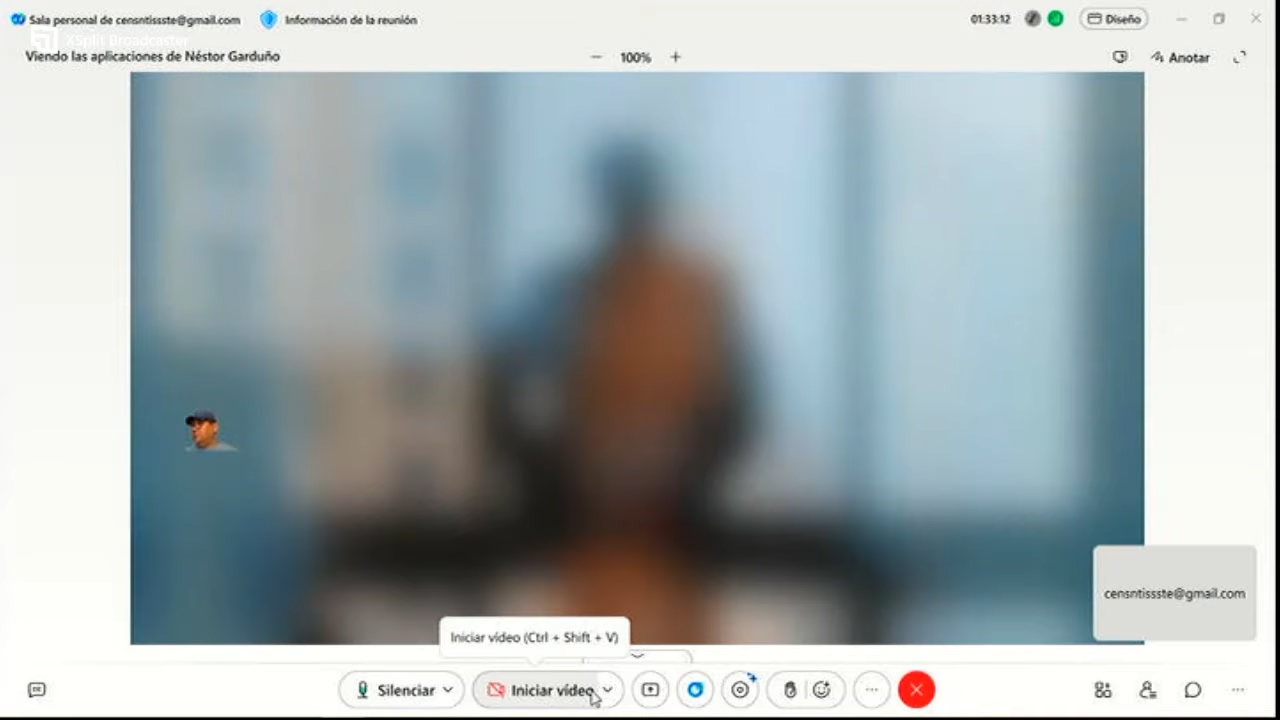 Sala personal de censntissste@gmail.com
Información de la reunión
01:33:12
Diseño
XSplit Broadcaster
Viendo las aplicaciones de Néstor Garduño
100%
Anotar
censntissste@gmail.com
Iniciar vídeo (Ctrl + Shift + V)
Silenciar
Iniciar vídeo